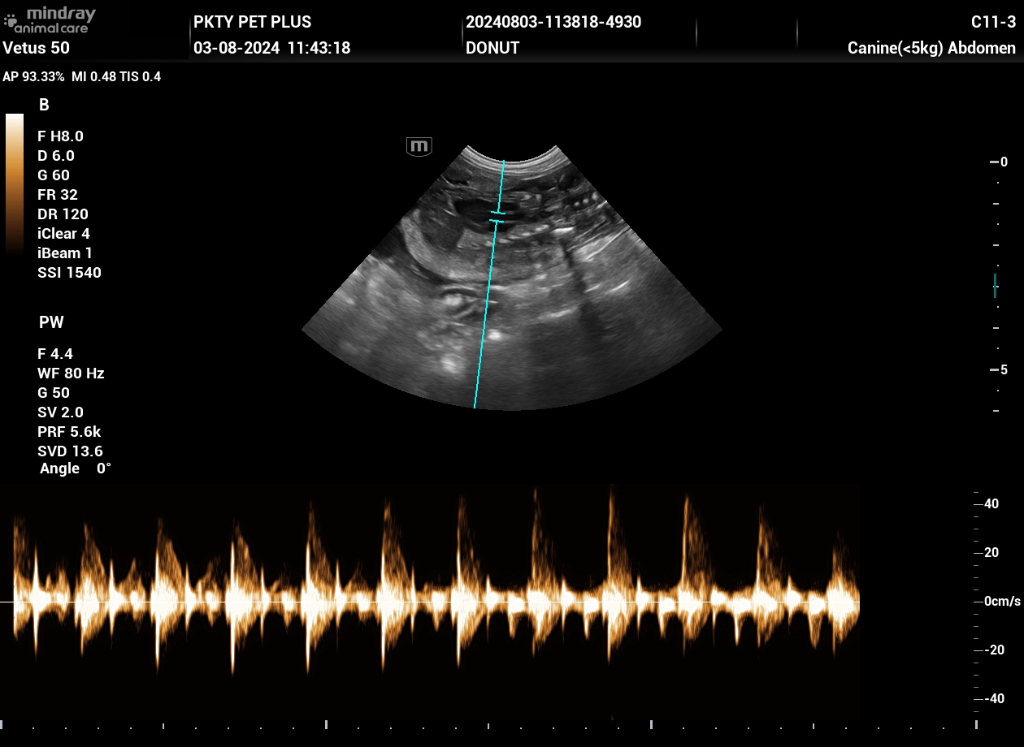 mindray
animalcare
Vetus 50
PKTY PET PLUS
03-08-2024 11:43:18
20240803-113818-4930
DONUT
C11-3
Canine(<5kg) Abdomen
AP 93.33% MI 0.48 TIS 0.4
B
F H8.0
D 6.0
G 60
FR 32
DR 120
iClear 4
iBeam 1
SSI 1540
m
0
5
PW
F 4.4
WF 80 Hz
G 50
SV 2.0
PRF 5.6k
SVD 13.6
Angle 0°
40
20
0cm/s
-20
-40